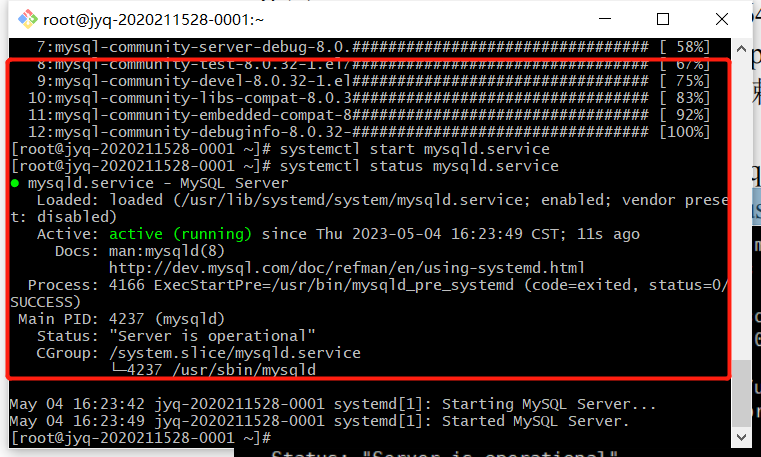 root@jyq-2020211528-0001:~
7:mysql-community-server-debug-8.0.################################# [ 58%]
8:mysql-community-test-8.0.32-1.el7################################# [ 67%]
9:mysql-community-devel-8.0.32-1.el################################# [ 75%]
10:mysql-community-libs-compat-8.0.3################################# [ 83%]
11:mysql-community-embedded-compat-8################################# [ 92%]
12:mysql-community-debuginfo-8.0.32-################################# [100%]
[root@jyq-2020211528-0001 ~]# systemctl start mysqld.service
[root@jyq-2020211528-0001 ~]# systemctl status mysqld.service
● mysqld.service - MySQL Server
Loaded: loaded (/usr/lib/systemd/system/mysqld.service; enabled; vendor prese
t: disabled)
Active: active (running) since Thu 2023-05-04 16:23:49 CST; 11s ago
Docs: man:mysqld(8)
http://dev.mysql.com/doc/refman/en/using-systemd.html
Process: 4166 ExecStartPre=/usr/bin/mysqld_pre_systemd (code=exited, status=0/
SUCCESS)
Main PID: 4237 (mysqld)
Status: "Server is operational"
CGroup: /system.slice/mysqld.service
└─4237 /usr/sbin/mysqld
May 04 16:23:42 jyq-2020211528-0001 systemd[1]: Starting MySQL Server...
May 04 16:23:49 jyq-2020211528-0001 systemd[1]: Started MySQL Server.
[root@jyq-2020211528-0001 ~]#
Status: "Server is operational"